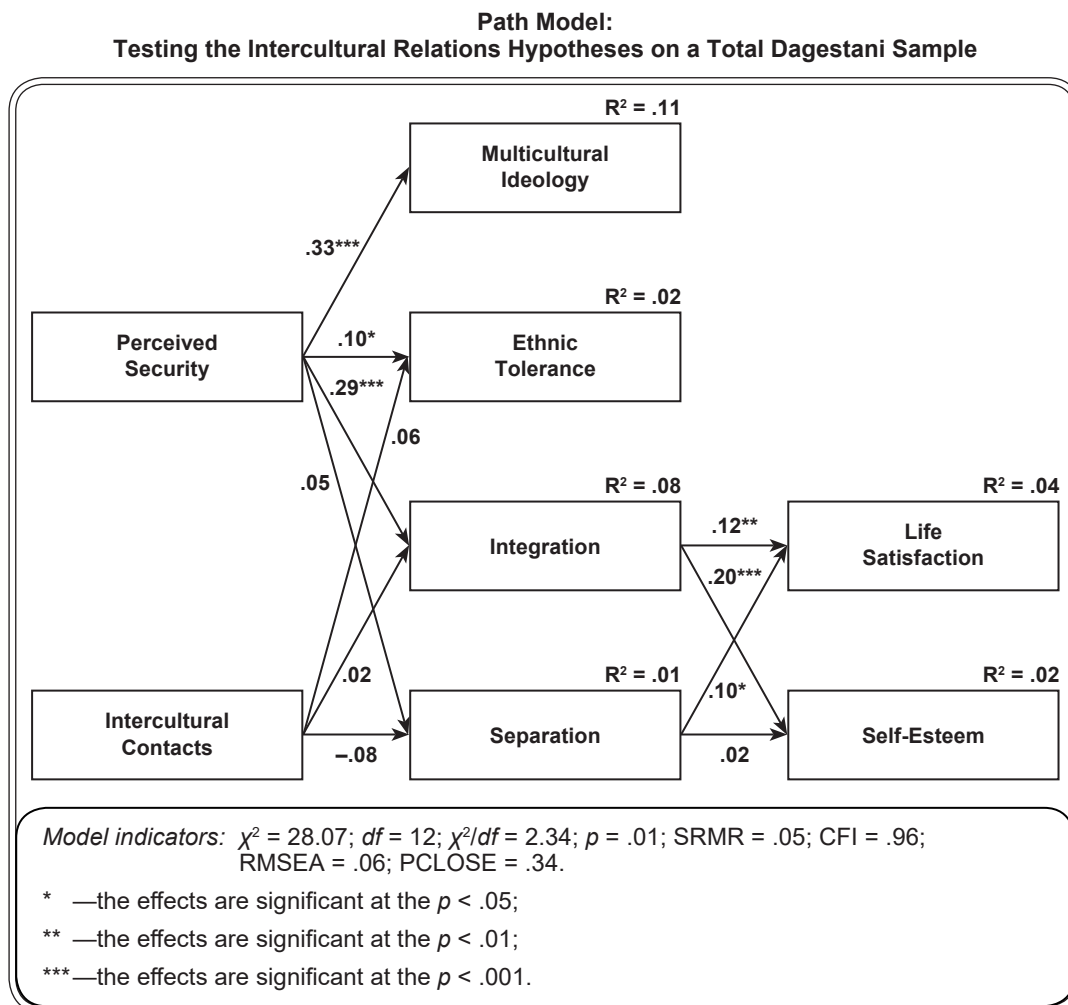 Path Model:
Testing the Intercultural Relations Hypotheses on a Total Dagestani Sample
R² = .11
Multicultural
Ideology
.33***
R² = .02
Perceived
Security
.10*
Ethnic
Tolerance
.29***
.06
.05
R² = .08
R² = .04
Integration
.12**
Life
Satisfaction
.20***
.02
R² = .01
R² = .02
Intercultural
Contacts
–.08
Separation
.10*
.02
Self-Esteem
Model indicators: χ² = 28.07; df = 12; χ²/df = 2.34; p = .01; SRMR = .05; CFI = .96;
RMSEA = .06; PCLOSE = .34.
* —the effects are significant at the p < .05;
** —the effects are significant at the p < .01;
*** —the effects are significant at the p < .001.